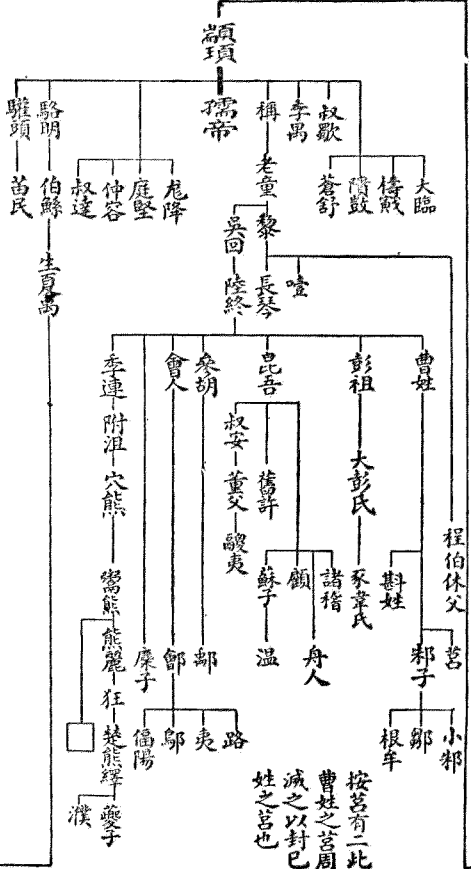 顓頊
孺帝
叔歜
季禺
稱
駱明
驩頭
大臨
檮戭
隤敳
蒼舒
尨降
庭堅
仲容
叔達
伯鯀
苗民
老童
生夏禹
黎
吳回
噎
長琴
陸終
曹姓
彭祖
昆吾
參胡
會人
季連
附沮
穴熊
大彭氏
舊許
叔安
董父
鬷夷
程伯休父
斟姓
豕韋氏
諸稽
顧
蘇子
鬻熊
熊麗
狂
楚熊繹
莒
邾子
舟人
温
鄶
糜子
小邾
鄒
根牟
路
夷
鄔
偪陽
夔子
濮
按莒有二此
曹姓之莒周
滅之以封己
姓之莒也